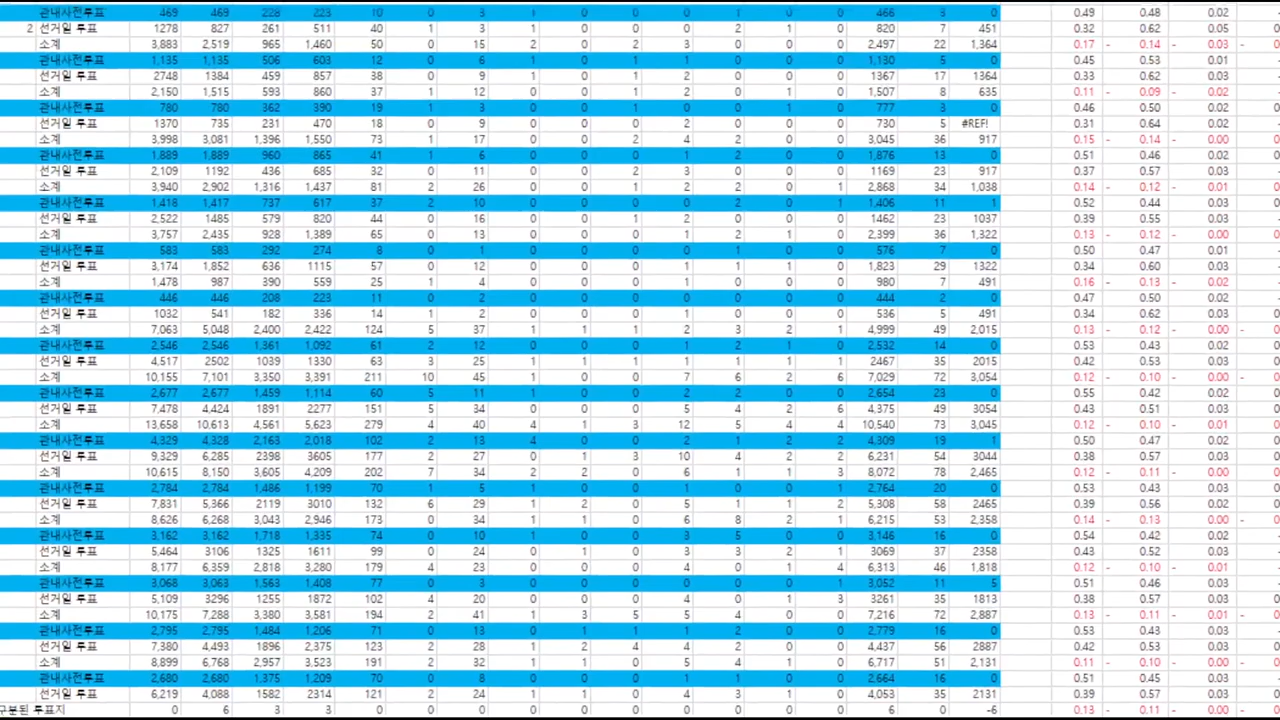 관내사전투표 469 469 228 223 10 0 3 1 0 0 0 1 0 0 466 3 0 0.49 0.48 0.02
2 선거일 투표 1278 827 261 511 40 1 3 1 0 0 0 2 1 0 820 7 451 0.32 0.62 0.05
소계 3,883 2,519 965 1,460 50 0 15 2 0 2 3 0 0 0 2,497 22 1,364 0.17 - 0.14 - 0.03 -
관내사전투표 1,135 1,135 506 603 12 0 6 1 0 1 1 0 0 0 1,130 5 0 0.45 0.53 0.01
선거일 투표 2748 1384 459 857 38 0 9 1 0 1 2 0 0 0 1367 17 1364 0.33 0.62 0.03
소계 2,150 1,515 593 860 37 1 12 0 0 1 2 0 1 0 1,507 8 635 0.11 - 0.09 - 0.02
관내사전투표 780 780 362 390 19 1 3 0 0 1 0 0 1 0 777 3 0 0.46 0.50 0.02
선거일 투표 1370 735 231 470 18 0 9 0 0 0 2 0 0 0 730 5 #REF! 0.31 0.64 0.02
소계 3,998 3,081 1,396 1,550 73 1 17 0 0 2 4 2 0 0 3,045 36 917 0.15 - 0.14 - 0.00 -
관내사전투표 1,889 1,889 960 865 41 1 6 0 0 0 1 2 0 0 1,876 13 0 0.51 0.46 0.02
선거일 투표 2,109 1192 436 685 32 0 11 0 0 2 3 0 0 0 1169 23 917 0.37 0.57 0.03
소계 3,940 2,902 1,316 1,437 81 2 26 0 0 1 2 2 0 1 2,868 34 1,038 0.14 - 0.12 - 0.01
관내사전투표 1,418 1,417 737 617 37 2 10 0 0 0 0 2 0 1 1,406 11 1 0.52 0.44 0.03
선거일 투표 2,522 1485 579 820 44 0 16 0 0 1 2 0 0 0 1462 23 1037 0.39 0.55 0.03
소계 3,757 2,435 928 1,389 65 0 13 0 0 0 1 2 1 0 2,399 36 1,322 0.13 - 0.12 - 0.00 -
관내사전투표 583 583 292 274 8 0 1 0 0 0 0 1 0 0 576 7 0 0.50 0.47 0.01
선거일 투표 3,174 1,852 636 1115 57 0 12 0 0 0 1 1 1 0 1,823 29 1322 0.34 0.60 0.03
소계 1,478 987 390 559 25 1 4 0 0 0 1 0 0 0 980 7 491 0.16 - 0.13 - 0.02
관내사전투표 446 446 208 223 11 0 2 0 0 0 0 0 0 0 444 2 0 0.47 0.50 0.02
선거일 투표 1032 541 182 336 14 1 2 0 0 0 1 0 0 0 536 5 491 0.34 0.62 0.03
소계 7,063 5,048 2,400 2,422 124 5 37 1 1 1 2 3 2 1 4,999 49 2,015 0.13 - 0.12 - 0.00 -
관내사전투표 2,546 2,546 1,361 1,092 61 2 12 0 0 0 1 2 1 0 2,532 14 0 0.53 0.43 0.02
선거일 투표 4,517 2502 1039 1330 63 3 25 1 1 1 1 1 1 1 2467 35 2015 0.42 0.53 0.03
소계 10,155 7,101 3,350 3,391 211 10 45 1 0 0 7 6 2 6 7,029 72 3,054 0.12 - 0.10 - 0.00 -
관내사전투표 2,677 2,677 1,459 1,114 60 5 11 1 0 0 2 2 0 0 2,654 23 0 0.55 0.42 0.02
선거일 투표 7,478 4,424 1891 2277 151 5 34 0 0 0 5 4 2 6 4,375 49 3054 0.43 0.51 0.03
소계 13,658 10,613 4,561 5,623 279 4 40 4 1 3 12 5 4 4 10,540 73 3,045 0.12 - 0.10 - 0.01 -
관내사전투표 4,329 4,328 2,163 2,018 102 2 13 4 0 0 2 1 2 2 4,309 19 1 0.50 0.47 0.02
선거일 투표 9,329 6,285 2398 3605 177 2 27 0 1 3 10 4 2 2 6,231 54 3044 0.38 0.57 0.03
소계 10,615 8,150 3,605 4,209 202 7 34 2 2 0 6 1 1 3 8,072 78 2,465 0.12 - 0.11 - 0.00 -
관내사전투표 2,784 2,784 1,486 1,199 70 1 5 1 0 0 1 0 0 1 2,764 20 0 0.53 0.43 0.03
선거일 투표 7,831 5,366 2119 3010 132 6 29 1 2 0 5 1 1 2 5,308 58 2465 0.39 0.56 0.02
소계 8,626 6,268 3,043 2,946 173 0 34 1 1 0 6 8 2 1 6,215 53 2,358 0.14 - 0.13 - 0.00 -
관내사전투표 3,162 3,162 1,718 1,335 74 0 10 1 0 0 3 5 0 0 3,146 16 0 0.54 0.42 0.02
선거일 투표 5,464 3106 1325 1611 99 0 24 0 1 0 3 3 2 1 3069 37 2358 0.43 0.52 0.03
소계 8,177 6,359 2,818 3,280 179 4 23 0 0 0 4 0 1 4 6,313 46 1,818 0.12 - 0.10 - 0.01
관내사전투표 3,068 3,063 1,563 1,408 77 0 3 0 0 0 0 0 0 1 3,052 11 5 0.51 0.46 0.03
선거일 투표 5,109 3296 1255 1872 102 4 20 0 0 0 4 0 1 3 3261 35 1813 0.38 0.57 0.03
소계 10,175 7,288 3,380 3,581 194 2 41 1 3 5 5 4 0 0 7,216 72 2,887 0.13 - 0.11 - 0.01 -
관내사전투표 2,795 2,795 1,484 1,206 71 0 13 0 1 1 1 2 0 0 2,779 16 0 0.53 0.43 0.03
선거일 투표 7,380 4,493 1896 2,375 123 2 28 1 2 4 4 2 0 0 4,437 56 2887 0.42 0.53 0.03
소계 8,899 6,768 2,957 3,523 191 2 32 1 1 0 5 4 1 0 6,717 51 2,131 0.11 - 0.10 - 0.00 -
관내사전투표 2,680 2,680 1,375 1,209 70 0 8 0 0 0 1 1 0 0 2,664 16 0 0.51 0.45 0.03
선거일 투표 6,219 4,088 1582 2314 121 2 24 1 1 0 4 3 1 0 4,053 35 2131 0.39 0.57 0.03
구분된 투표지 0 6 3 3 0 0 0 0 0 0 0 0 0 0 6 0 -6 0.13 - 0.11 - 0.00 -